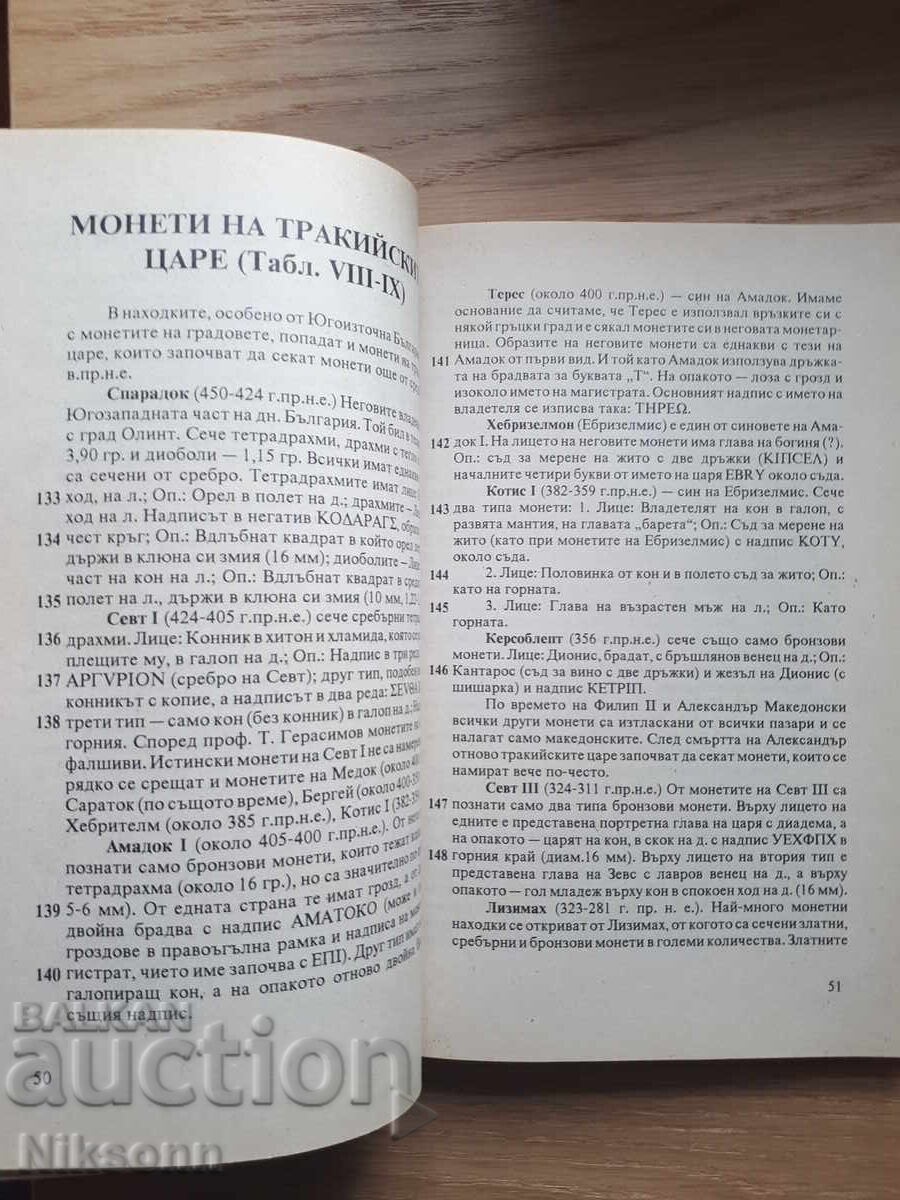 МОНЕТИ НА ТРАКИЙСКИ
ЦАРЕ (Табл. VIII-IX)
В находките, особено от Югоизточна Бълга
с монетите на градовете, попадат и монети на
царе, които започват да секат монети още от
в.пр.н.е.
Спарадок (450-424 г.пр.н.е.) Неговите владе
Югозападната част на дн. България. Той бил в
с град Олинт. Сече тетрадрахми, драхми с тегло
3,90 гр. и диоболи — 1,15 гр. Всички имат еднак
са сечени от сребро. Тетрадрахмите имат лице:
133 ход, на л.; Оп.: Орел в полет на д.; драхмите – Ли
ход на л. Надписът в негатив ΚΟΔΑΡΑΓΣ,
134 чест кръг; Оп.: Вдлъбнат квадрат в който орел
държи в клюна си змия (16 мм); диоболите – Лице
част на кон на л.; Оп.: Вдлъбнат квадрат в
135 полет на л., държи в клюна си змия (10 мм,
Севт I (424-405 г.пр.н.е.) сече сребърни тетра
136 драхми. Лице: Конник в хитон и хламида, която
плещите му, в галоп на д.; Оп.: Надпис в три
137 ΑΡΓΥΡΙΟΝ (сребро на Севт); друг тип, подобен
конникът с копие, а надписът в два реда:
138 трети тип — само кон (без конник) в галоп на д.;
горния. Според проф. Т. Герасимов монетите
фалшиви. Истински монети на Севт I не са намере
рядко се срещат и монетите на Медок (около
Сараток (по същото време), Бергей (около 400-
Хебрителм (около 385 г.пр.н.е.), Котис I (382-
Амадок I (около 405-400 г.пр.н.е.). От
познати само бронзови монети, които тежат
тетрадрахма (около 16 гр.), но са значително по
139 5-6 мм). От едната страна те имат грозд, а от
двойна брадва с надпис АМАТОКО (може
гроздове в правоъгълна рамка и надписа на
140 гистрат, чието име започва с ЕПІ). Друг тип
галопиращ кон, а на опакото отново двойна
същия надпис.
50
Терес (около 400 г.пр.н.е.) — син на Амадок. Имаме
основание да считаме, че Терес е използвал връзките си с
някой гръцки град и е сякал монетите си в неговата монетар-
ница. Образите на неговите монети са еднакви с тези на
141 Амадок от първи вид. И той като Амадок използува дръжка-
та на брадвата за буквата „Т“. На опакото — лоза с грозд и
изоколо името на магистрата. Основният надпис с името на
владетеля се изписва така: ΤΗΡΕΩ.
Хебризелмон (Ебризелмис) е един от синовете на Ама-
142 док I. На лицето на неговите монети има глава на богиня (?).
Оп.: съд за мерене на жито с две дръжки (КІПСЕЛ) и
началните четири букви от името на царя EBRY около съда.
Котис I (382-359 г.пр.н.е.) — син на Ебризелмис. Сече
143 два типа монети: 1. Лице: Владетелят на кон в галоп, с
развята мантия, на главата „барета“; Оп.: Съд за мерене на
жито (като при монетите на Ебризелмис) с надпис KOTY,
около съда.
144 2. Лице: Половинка от кон и в полето съд за жито; Оп.:
като на горната.
145 3. Лице: Глава на възрастен мъж на л.; Оп.: Като
горната.
Керсоблепт (356 г.пр.н.е.) сече също само бронзови
монети. Лице: Дионис, брадат, с бръшлянов венец на д.; Оп.:
146 Кантарос (съд за вино с две дръжки) и жезъл на Дионис (с
шишарка) и надпис КЕТРІП.
По времето на Филип II и Александър Македонски
всички други монети са изтласкани от всички пазари и се
налагат само македонските. След смъртта на Александър
отново тракийските царе започват да секат монети, които се
намират вече по-често.
Севт III (324-311 г.пр.н.е.) От монетите на Севт III са
147 познати само два типа бронзови монети. Върху лицето на
едните е представена портретна глава на царя с диадема, а
на опакото — царят на кон, в скок на д. с надпис УЕХФПХ в
148 горния край (диам.16 мм). Върху лицето на втория тип е
представена глава на Зевс с лавров венец на д., а върху
опакото — гол младеж върху кон в спокоен ход на д. (16 мм).
Лизимах (323-281 г. пр. н. е.). Най-много монетни
находки се откриват от Лизимах, от когото са сечени златни,
сребърни и бронзови монети в големи количества. Златните
51
BALKAN
auction
Niksonn